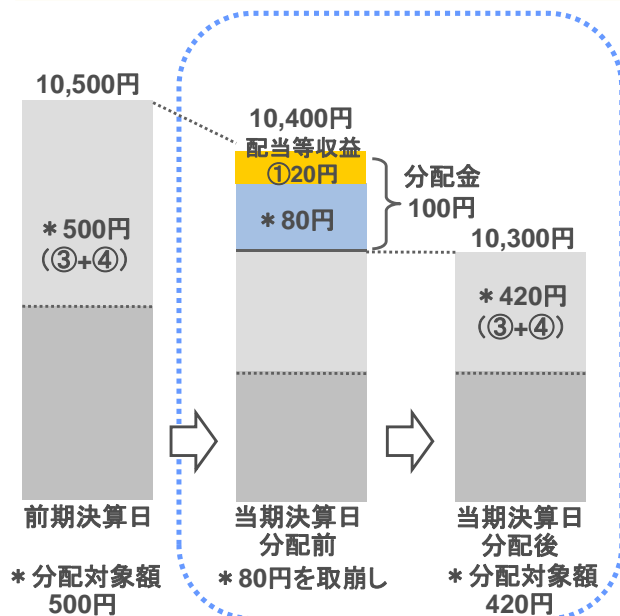 10,500円
＊500円
（③+④）
前期決算日
＊分配対象額
500円
10,400円
配当等収益
①20円
＊80円
分配金
100円
当期決算日
分配前
＊80円を取崩し
10,300円
＊420円
（③+④）
当期決算日
分配後
＊分配対象額
420円